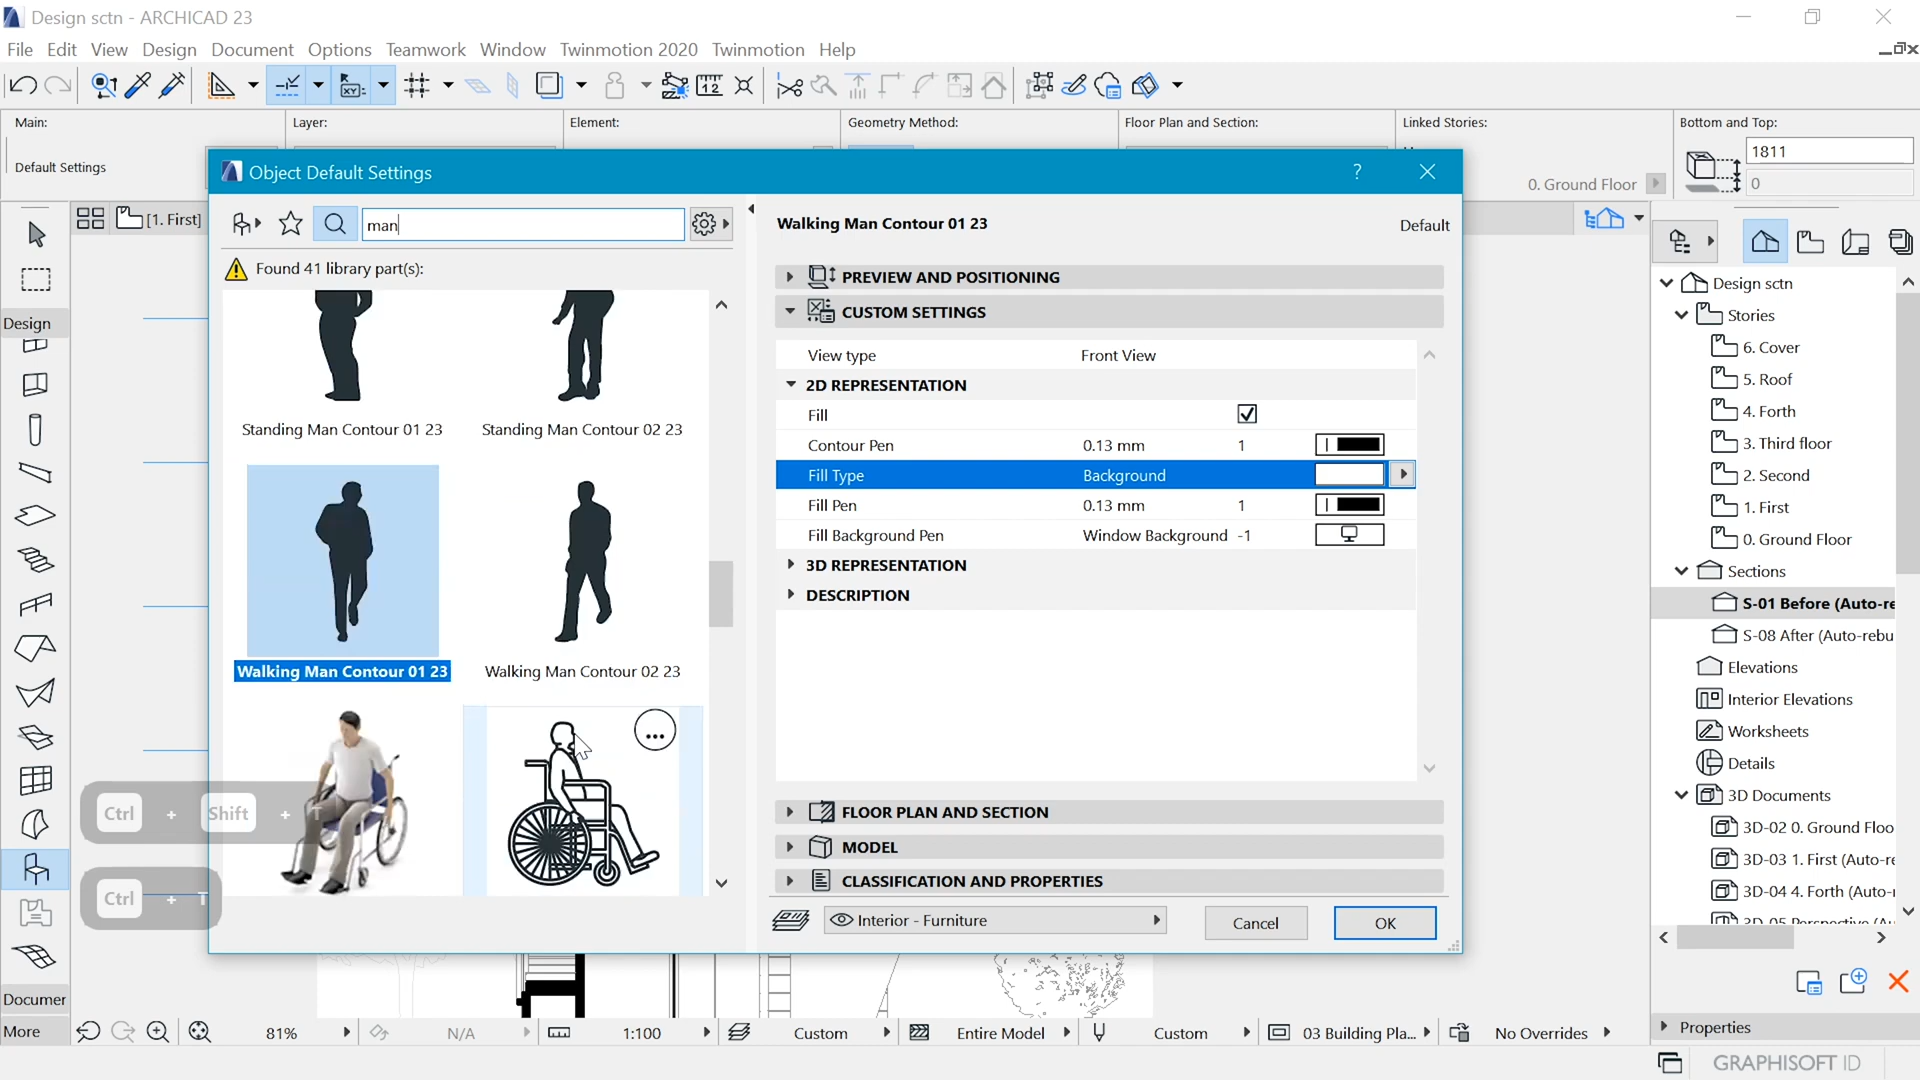 Design sctn - ARCHICAD 23
File Edit View Design Document Options Teamwork Window Twinmotion 2020 Twinmotion Help
Main: Layer: Element: Geometry Method: Floor Plan and Section: Linked Stories: Bottom and Top:
1811
Default Settings 0. Ground Floor 0
Object Default Settings ?
[1. First]
man
Walking Man Contour 01 23 Default
Found 41 library part(s):
Standing Man Contour 01 23 Standing Man Contour 02 23
Walking Man Contour 01 23 Walking Man Contour 02 23
PREVIEW AND POSITIONING
CUSTOM SETTINGS
View type Front View
2D REPRESENTATION
Fill
Contour Pen 0.13 mm 1
Fill Type Background
Fill Pen 0.13 mm 1
Fill Background Pen Window Background -1
3D REPRESENTATION
DESCRIPTION
FLOOR PLAN AND SECTION
MODEL
CLASSIFICATION AND PROPERTIES
Interior - Furniture Cancel OK
Design
Ctrl + Shift + T
Ctrl + T
Documer
More
Design sctn
Stories
6. Cover
5. Roof
4. Forth
3. Third floor
2. Second
1. First
0. Ground Floor
Sections
S-01 Before (Auto-re
S-08 After (Auto-rebu
Elevations
Interior Elevations
Worksheets
Details
3D Documents
3D-02 0. Ground Floo
3D-03 1. First (Auto-re
3D-04 4. Forth (Auto-
3D-05 Perspective (Au
Properties
81% N/A 1:100 Custom Entire Model Custom 03 Building Pla... No Overrides
GRAPHISOFT ID